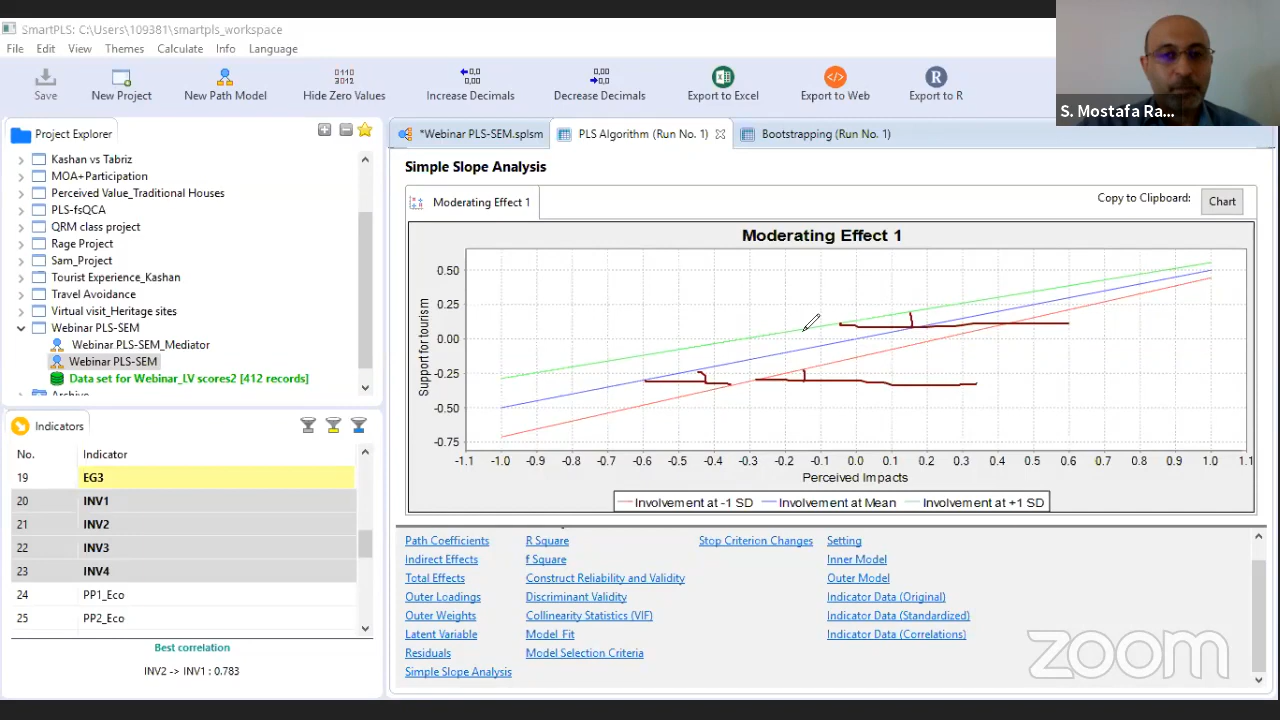 SmartPLS: C:\Users\109381\smartpls_workspace
File Edit View Themes Calculate Info Language
Save New Project New Path Model Hide Zero Values Increase Decimals Decrease Decimals Export to Excel Export to Web Export to R
S. Mostafa Ra...
Project Explorer
Kashan vs Tabriz
MOA+Participation
Perceived Value_Traditional Houses
PLS-fsQCA
QRM class project
Rage Project
Sam_Project
Tourist Experience_Kashan
Travel Avoidance
Virtual visit_Heritage sites
Webinar PLS-SEM
Webinar PLS-SEM_Mediator
Webinar PLS-SEM
Data set for Webinar_LV scores2 [412 records]
Archive
Indicators
No. Indicator
19 EG3
20 INV1
21 INV2
22 INV3
23 INV4
24 PP1_Eco
25 PP2_Eco
Best correlation
INV2 -> INV1 : 0.783
*Webinar PLS-SEM.splsm PLS Algorithm (Run No. 1) Bootstrapping (Run No. 1)
Simple Slope Analysis
Moderating Effect 1
Copy to Clipboard: Chart
Moderating Effect 1
Support for tourism
0.50
0.25
0.00
-0.25
-0.50
-0.75
-1.1 -1.0 -0.9 -0.8 -0.7 -0.6 -0.5 -0.4 -0.3 -0.2 -0.1 0.0 0.1 0.2 0.3 0.4 0.5 0.6 0.7 0.8 0.9 1.0 1.1
Perceived Impacts
Involvement at -1 SD Involvement at Mean Involvement at +1 SD
Path Coefficients R Square Stop Criterion Changes Setting
Indirect Effects f Square Inner Model
Total Effects Construct Reliability and Validity Outer Model
Outer Loadings Discriminant Validity Indicator Data (Original)
Outer Weights Collinearity Statistics (VIF) Indicator Data (Standardized)
Latent Variable Model_Fit Indicator Data (Correlations)
Residuals Model Selection Criteria
Simple Slope Analysis
zoom
0110
3012
0,0
0,00
0,00
0,0
R